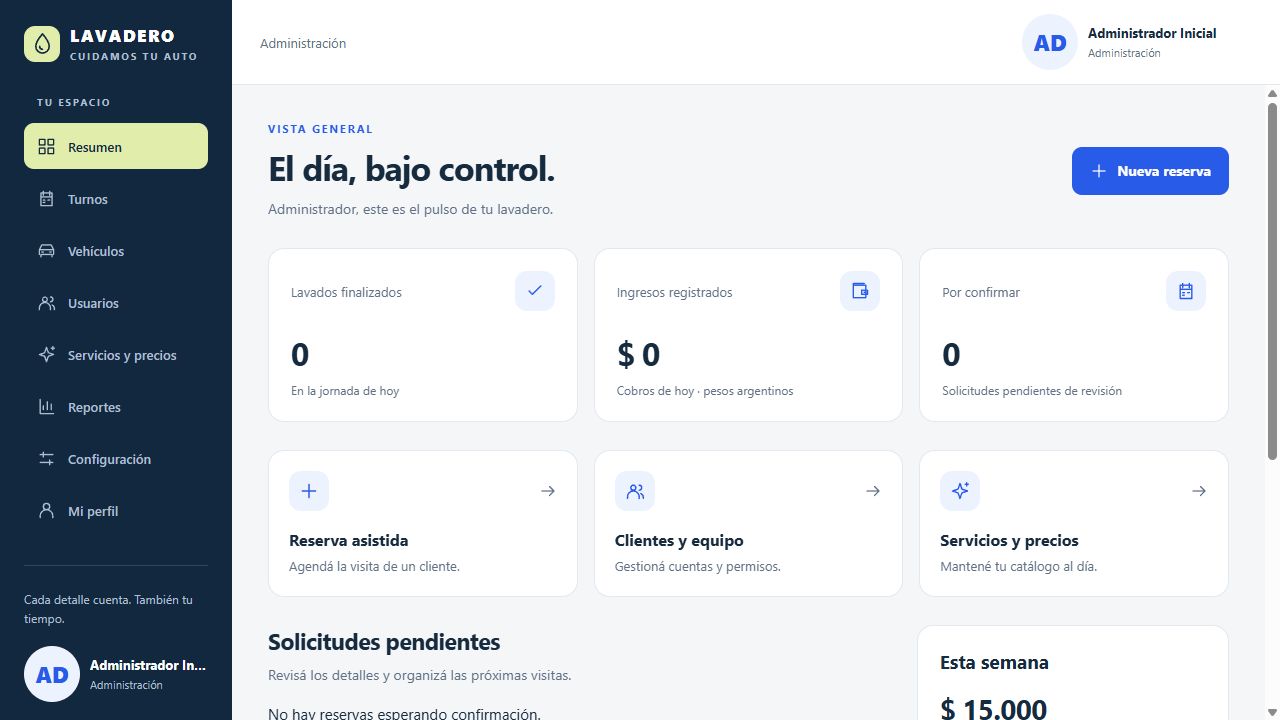 LAVADERO
CUIDAMOS TU AUTO
TU ESPACIO
Resumen
Turnos
Vehículos
Usuarios
Servicios y precios
Reportes
Configuración
Mi perfil
Cada detalle cuenta. También tu
tiempo.
AD
Administrador In...
Administración
Administración
AD
Administrador Inicial
Administración
VISTA GENERAL
El día, bajo control.
Administrador, este es el pulso de tu lavadero.
Nueva reserva
Lavados finalizados
0
En la jornada de hoy
Ingresos registrados
$ 0
Cobros de hoy · pesos argentinos
Por confirmar
0
Solicitudes pendientes de revisión
Reserva asistida
Agendá la visita de un cliente.
Clientes y equipo
Gestioná cuentas y permisos.
Servicios y precios
Mantené tu catálogo al día.
Solicitudes pendientes
Revisá los detalles y organizá las próximas visitas.
No hay reservas esperando confirmación.
Esta semana
$ 15.000